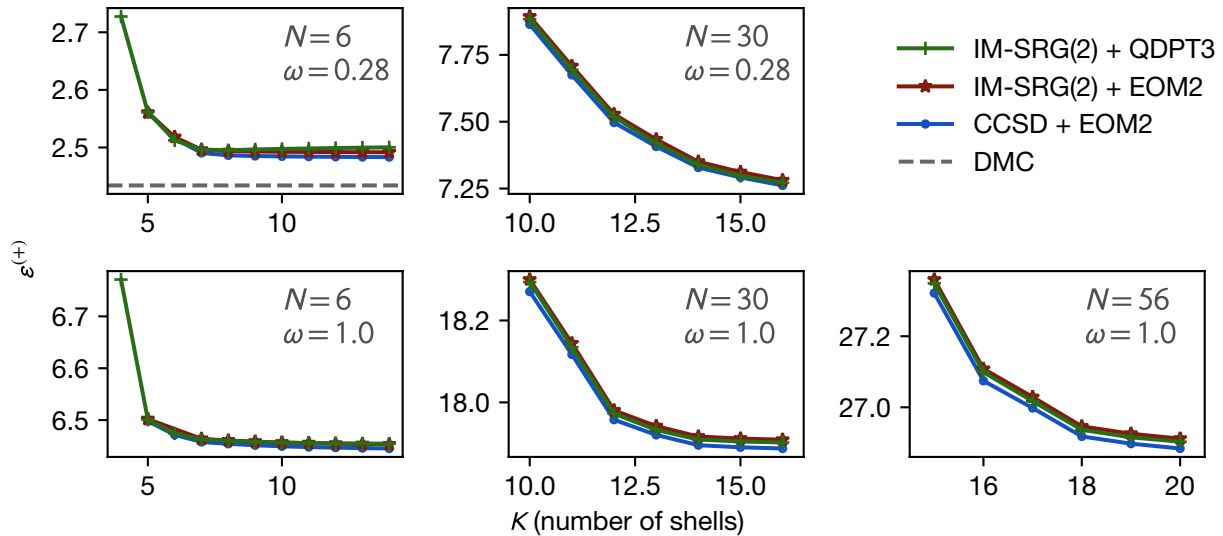 2.7
2.6
2.5
5
10
N = 6
ω = 0.28
7.75
7.50
7.25
10.0
12.5
15.0
N = 30
ω = 0.28
IM-SRG(2) + QDPT3
IM-SRG(2) + EOM2
CCSD + EOM2
DMC
ε(+)
6.7
6.6
6.5
5
10
N = 6
ω = 1.0
18.2
18.0
10.0
12.5
15.0
N = 30
ω = 1.0
27.2
27.0
16
18
20
N = 56
ω = 1.0
K (number of shells)